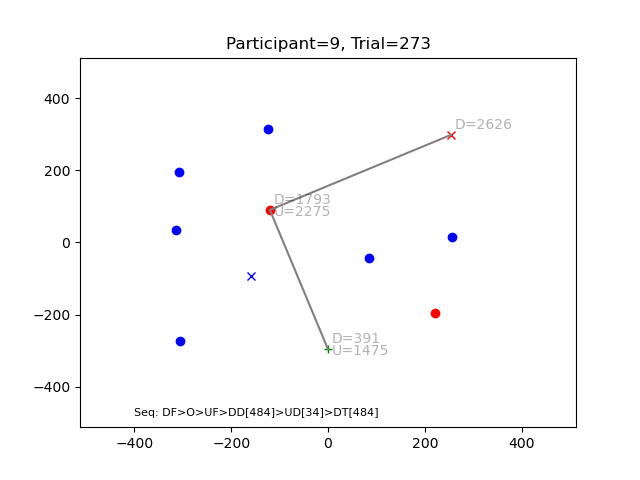 Participant=9, Trial=273
400
200
0
−200
−400
D=2626
D=1793
U=2275
D=391
U=1475
Seq: DF>O>UF>DD[484]>UD[34]>DT[484]
−400
−200
0
200
400